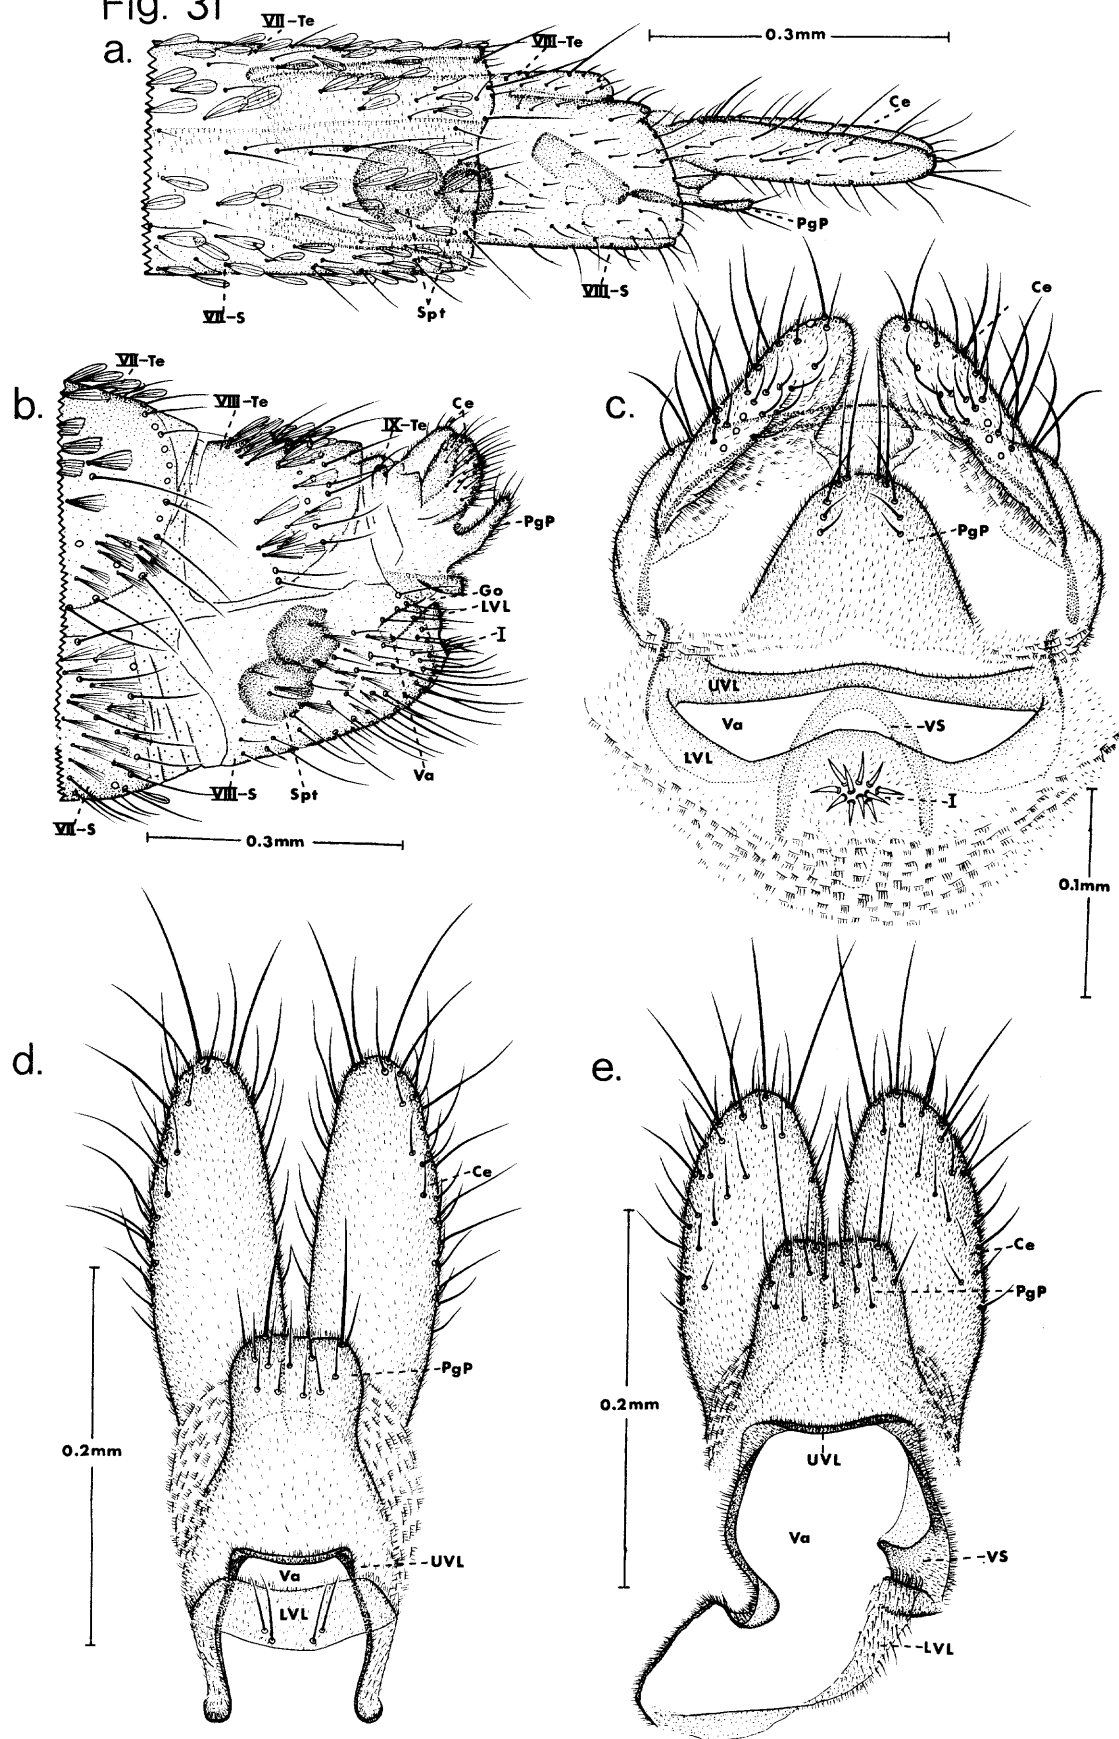 Fig. 31
a.
VII-Te
VIII-Te
0.3mm
Ce
PgP
VII-S
Spt
VIII-S
b.
VII-Te
VIII-Te
IX-Te
Ce
PgP
Go
LVL
I
Va
VIII-S
Spt
VII-S
0.3mm
c.
Ce
PgP
UVL
Va
VS
LVL
I
0.1mm
d.
Ce
PgP
0.2mm
UVL
Va
LVL
e.
Ce
PgP
0.2mm
UVL
Va
VS
LVL